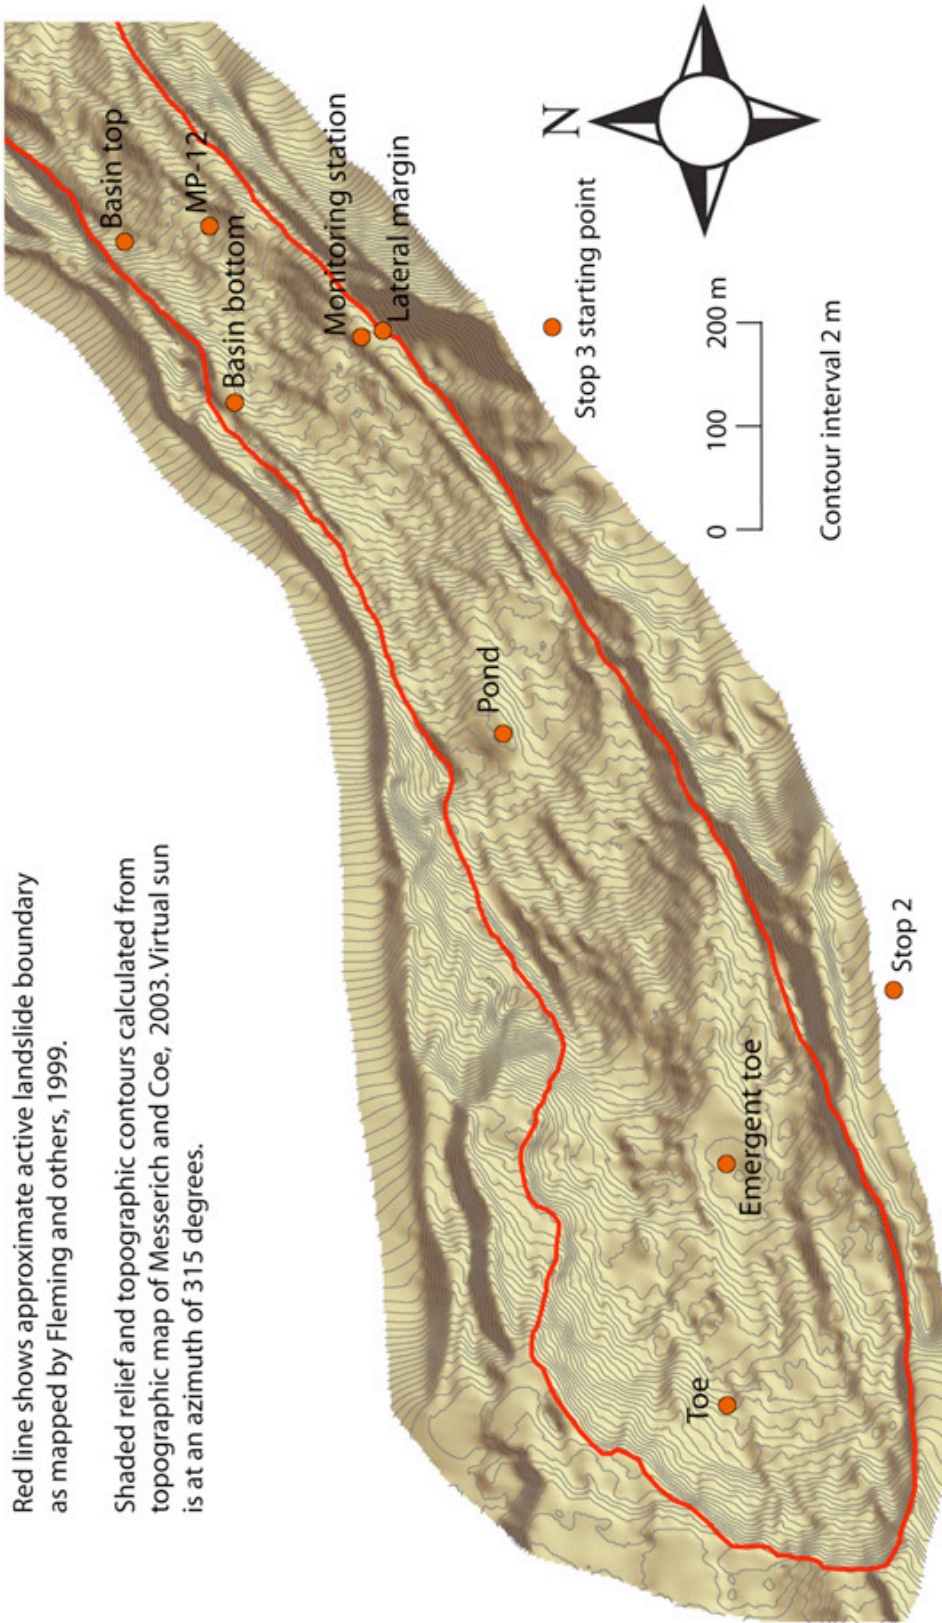 Red line shows approximate active landslide boundary
as mapped by Fleming and others, 1999.
Shaded relief and topographic contours calculated from
topographic map of Messerich and Coe, 2003. Virtual sun
is at an azimuth of 315 degrees.
Basin top
MP-12
Basin bottom
Monitoring station
Lateral margin
Pond
Emergent toe
Toe
Stop 2
N
Stop 3 starting point
0 100 200 m
Contour interval 2 m